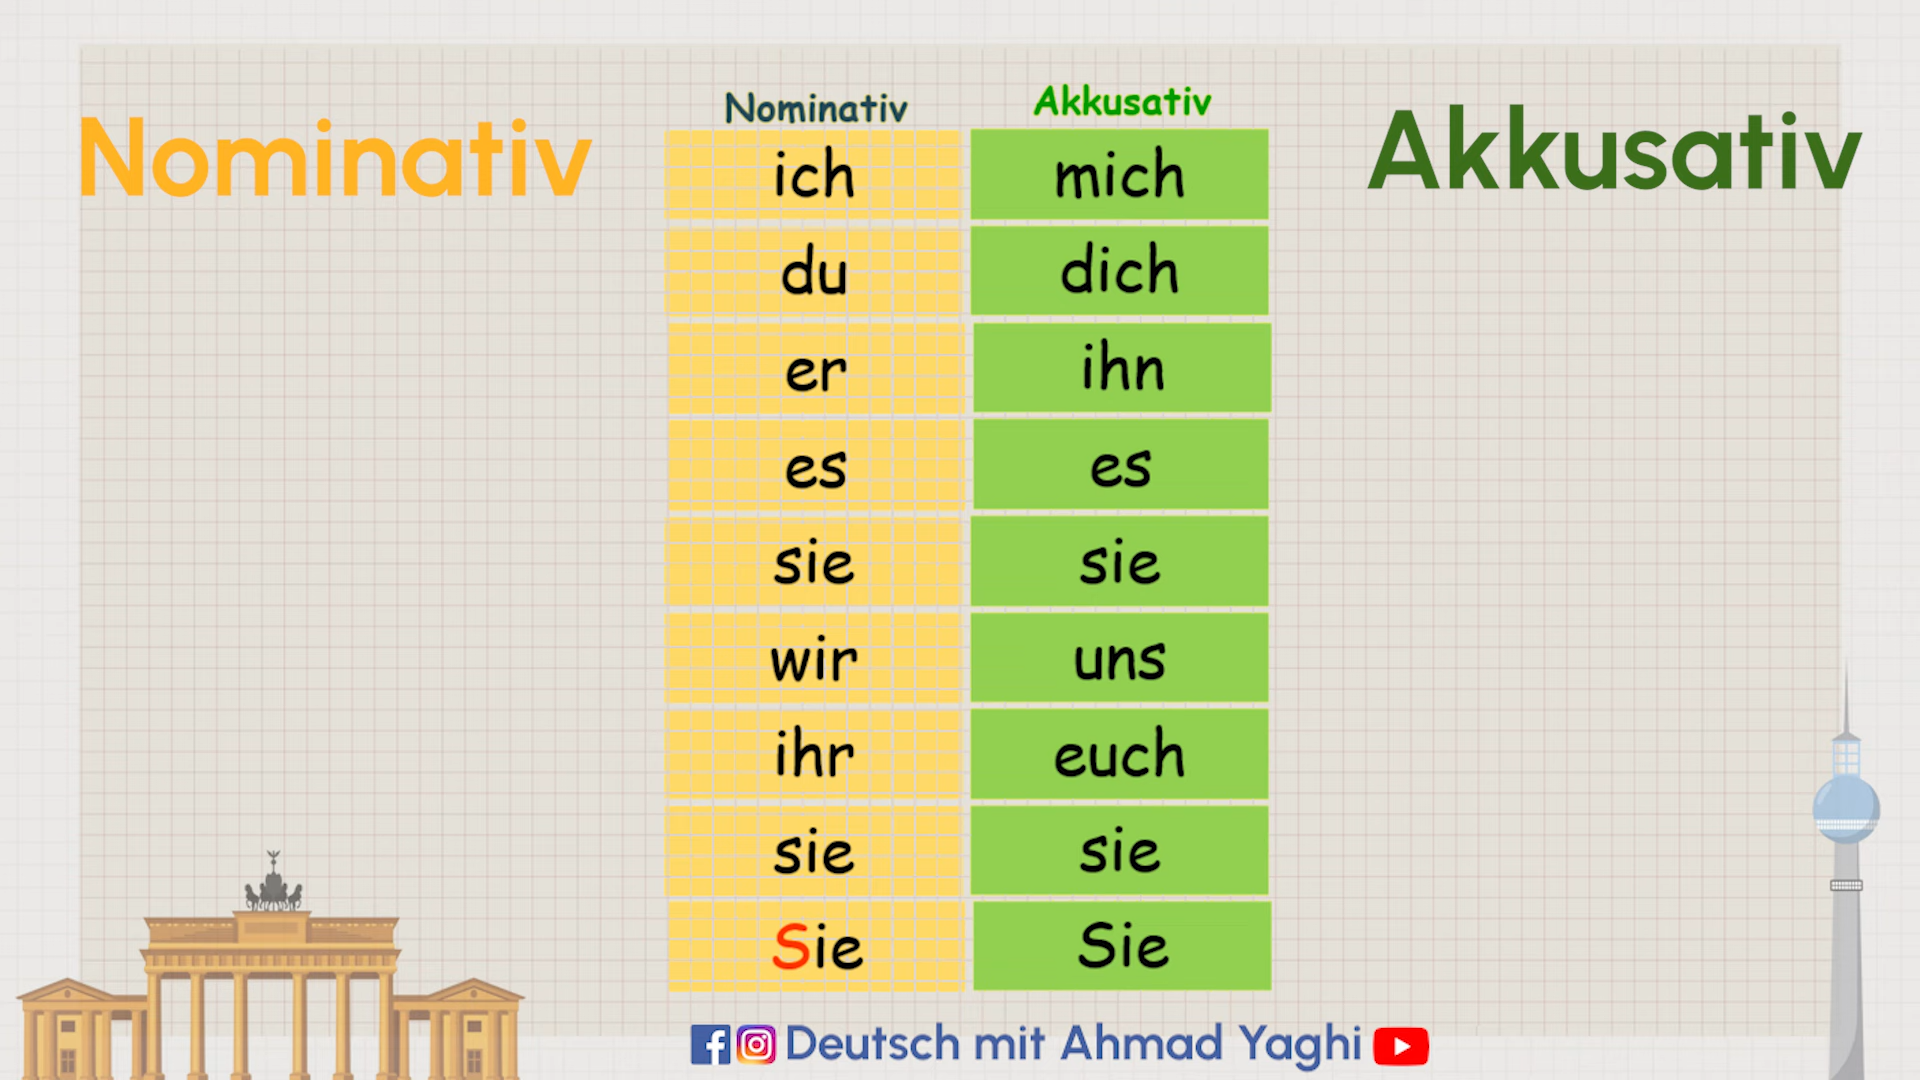 Nominativ
Nominativ Akkusativ
Akkusativ
ich mich
du dich
er ihn
es es
sie sie
wir uns
ihr euch
sie sie
Sie Sie
Deutsch mit Ahmad Yaghi